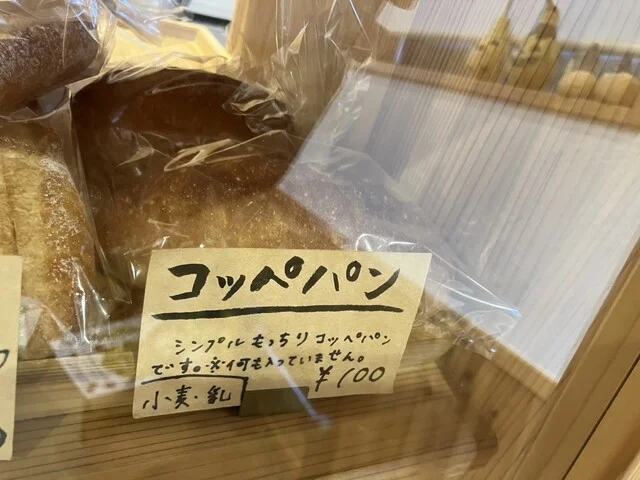 コッペパン
シンプルもっちりコッペパン
です。※何も入っていません。
¥100
小麦・乳